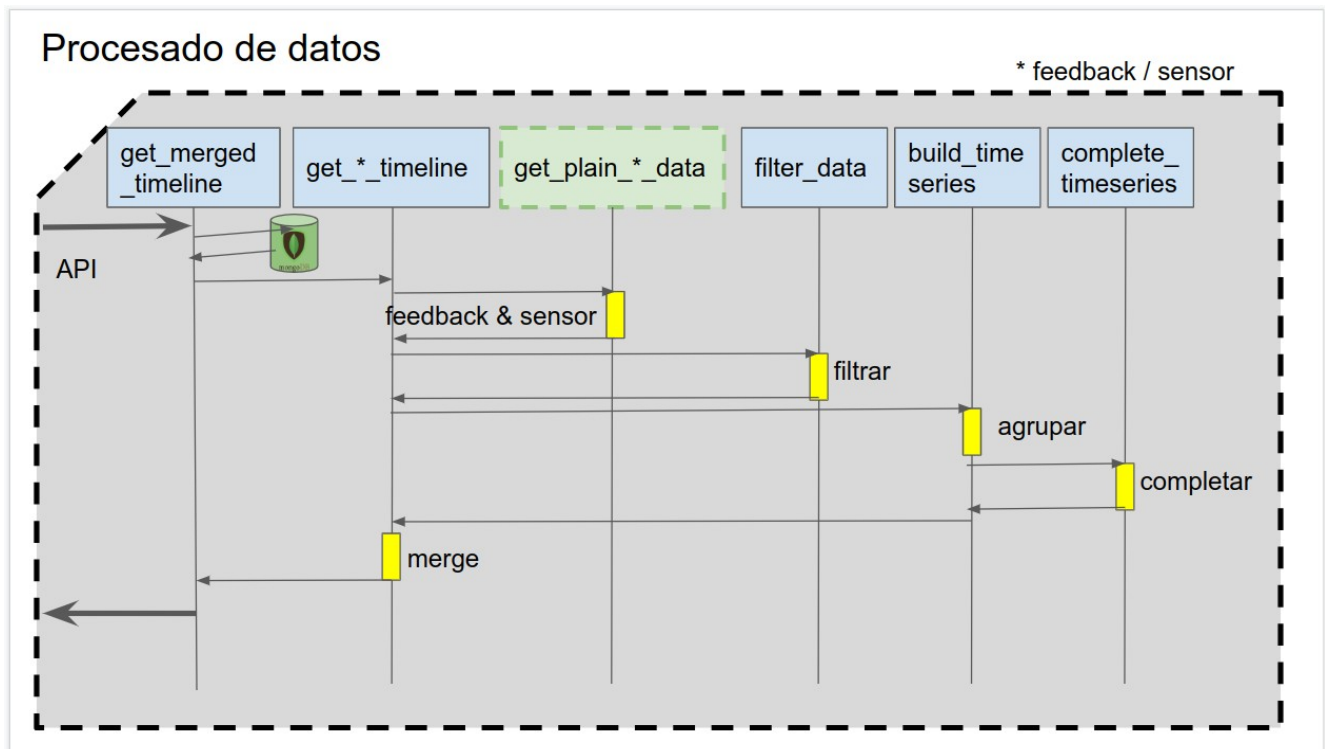 Procesado de datos
* feedback / sensor
get_merged
_timeline
get_*_timeline
get_plain_*_data
filter_data
build_time
series
complete_
timeseries
API
mongoDB
feedback & sensor
filtrar
agrupar
completar
merge